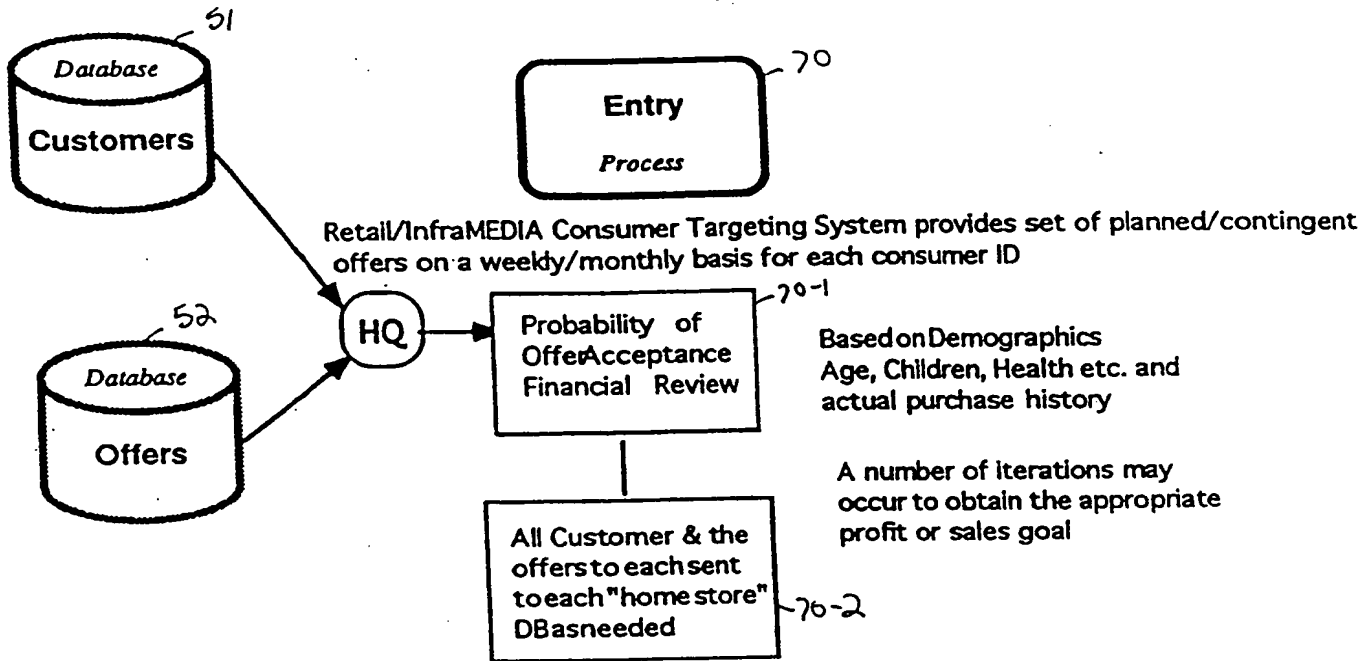 51
Database
Customers
70
Entry
Process
Retail/InfraMEDIA Consumer Targeting System provides set of planned/contingent
offers on a weekly/monthly basis for each consumer ID
52
Database
Offers
HQ
70-1
Probability of
OfferAcceptance
Financial Review
BasedonDemographics
Age, Children, Health etc. and
actual purchase history
A number of iterations may
occur to obtain the appropriate
profit or sales goal
All Customer & the
offers to each sent
to each "home store"
DBasneeded
70-2